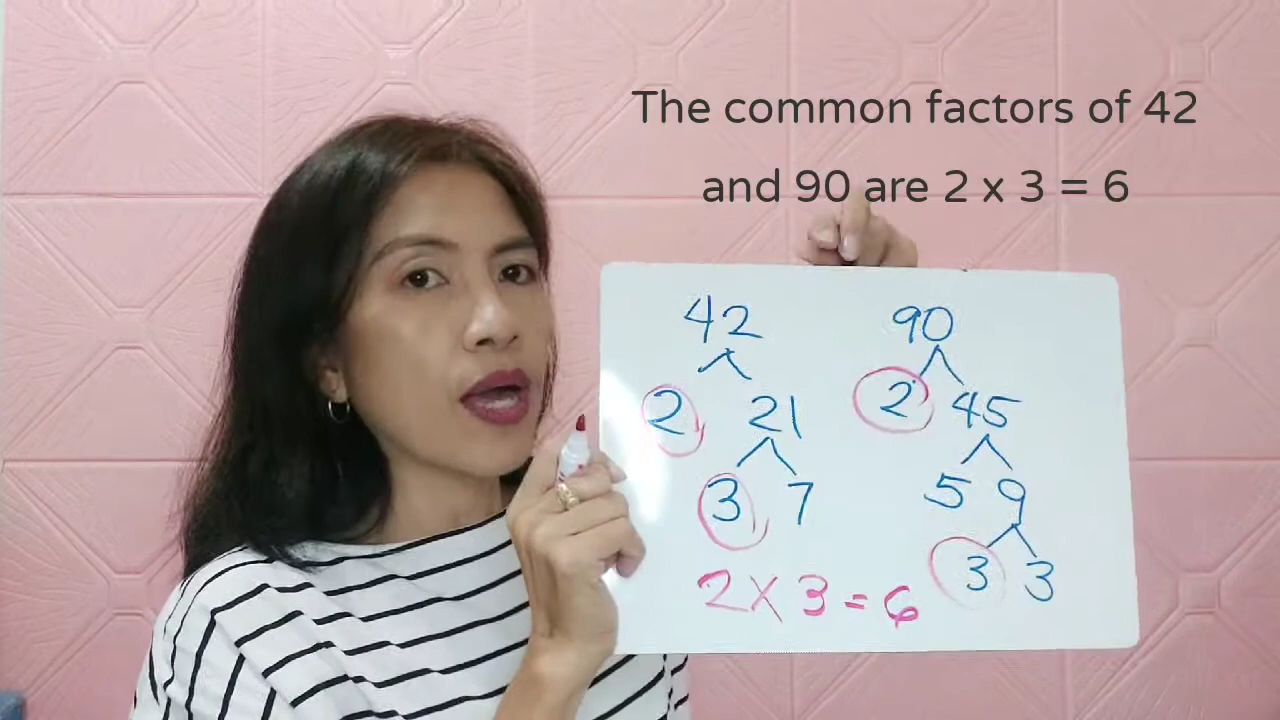 The common factors of 42
and 90 are 2 x 3 = 6
42 90
2 21 2 45
3 7 5 9
3 3
2 X 3 = 6